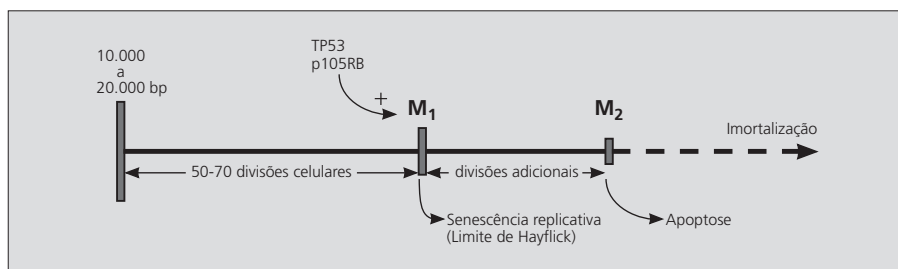 10.000
a
20.000 bp
TP53
p105RB
+
M1
M2
Imortalização
50-70 divisões celulares
divisões adicionais
Senescência replicativa
(Limite de Hayflick)
Apoptose